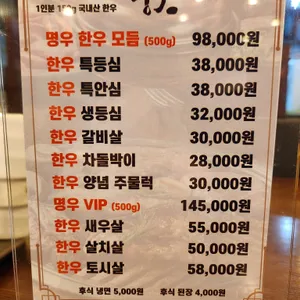 1인분 150g 국내산 한우
명우 한우 모듬 (500g) 98,000원
한우 특등심 38,000원
한우 특안심 38,000원
한우 생등심 32,000원
한우 갈비살 30,000원
한우 차돌박이 28,000원
한우 양념 주물럭 30,000원
명우 VIP (500g) 145,000원
한우 새우살 55,000원
한우 살치살 50,000원
한우 토시살 58,000원
후식 냉면 5,000원 후식 된장 4,000원